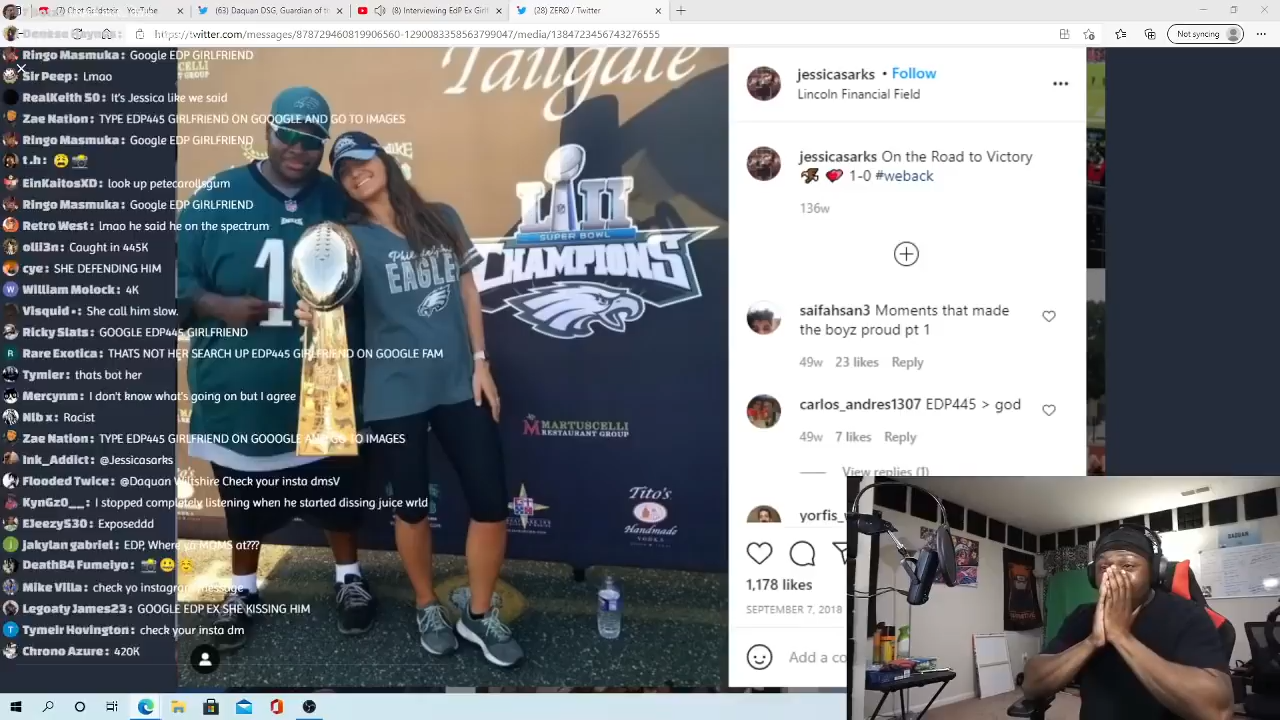 (63) Daquan DSG, Guardian of th
(8) Interviewing EdP Ex Girlf
(28) ZERO / Twitter
https://twitter.com/messages/878729460819906560-1290083358563799047/media/1384723456743276555
Not syncing
Ringo Masmuka: Google EDP GIRLFRIEND
Sir Peep: Lmao
RealKeith 50: It's Jessica like we said
Zae Nation: TYPE EDP445 GIRLFRIEND ON GOOGLE AND GO TO IMAGES
Ringo Masmuka: Google EDP GIRLFRIEND
t.h:
EinKaitosXD: look up petecarollsgum
Ringo Masmuka: Google EDP GIRLFRIEND
Retro West: lmao he said he on the spectrum
olli3n: Caught in 445K
cye: SHE DEFENDING HIM
William Molock: 4K
Visquid-: She call him slow.
Ricky Slats: GOOGLE EDP445 GIRLFRIEND
Rare Exotica: THATS NOT HER SEARCH UP EDP445 GIRLFRIEND ON GOOGLE FAM
Tymler: thats bot her
Mercynm: I don't know what's going on but I agree
Nlb x: Racist
Zae Nation: TYPE EDP445 GIRLFRIEND ON GOOOGLE AND GO TO IMAGES
Ink_Addict: @Jessicasarks
Flooded Twice: @Daquan Wiltshire Check your insta dmsV
KynGz0__: I stopped completely listening when he started dissing juice wrld
EJeezy530: Exposeddd
jakylan gabriel: EDP, Where ya MOMS at???
Death84 Fumelyo:
Mike Villa: check yo instagram message
Legoaty James23: GOOGLE EDP EX SHE KISSING HIM
Tymeir Hovington: check your insta dm
Chrono Azure: 420K
Tailgate
LII
SUPER BOWL
CHAMPIONS
1
EAGLE
MARTUSCELLI
RESTAURANT GROUP
Tito's
Handmade
VODKA
jessicasarks • Follow
Lincoln Financial Field
jessicasarks On the Road to Victory
1-0 #weback
136w
saifahsan3 Moments that made
the boyz proud pt 1
49w 23 likes Reply
carlos_andres1307 EDP445 > god
49w 7 likes Reply
View replies (1)
1,178 likes
SEPTEMBER 7, 2018
Add a co